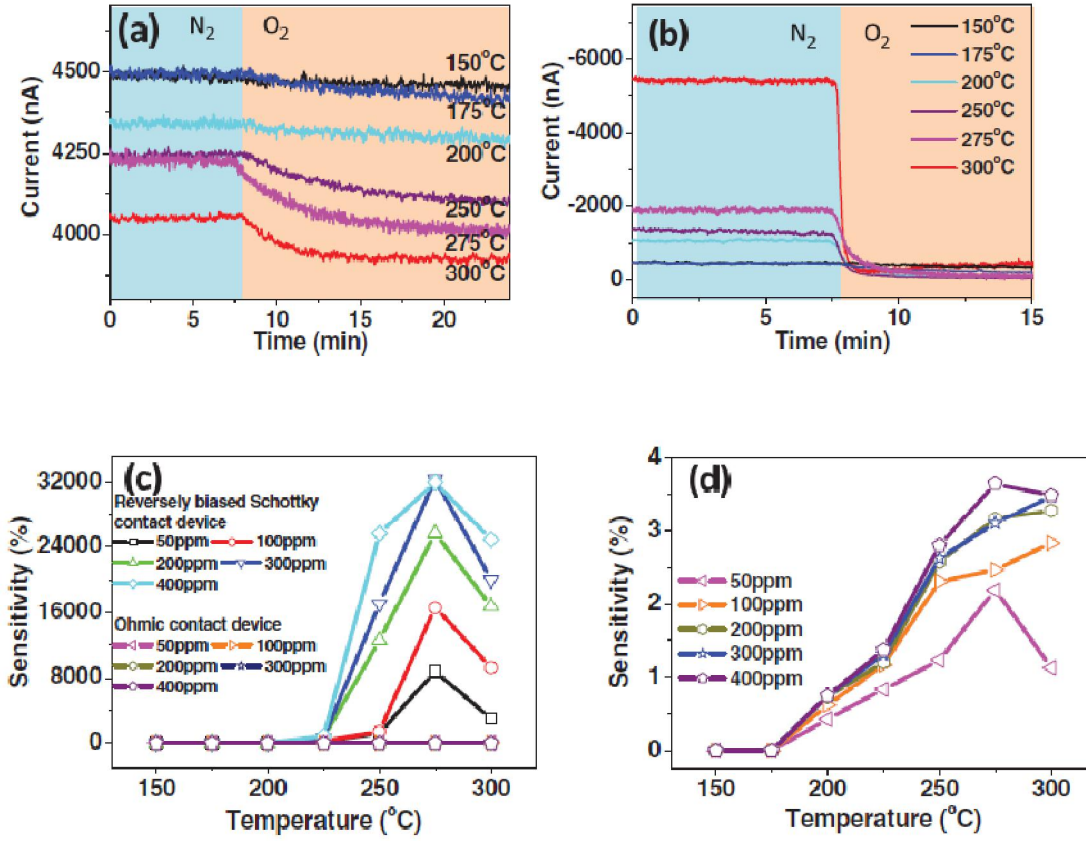 (a) N₂ O₂
4500
4250
4000
Current (nA)
150°C
175°C
200°C
250°C
275°C
300°C
0 5 10 15 20
Time (min)
(b) N₂ O₂
-6000
-4000
-2000
0
Current (nA)
150°C
175°C
200°C
250°C
275°C
300°C
0 5 10 15
Time (min)
(c)
32000
24000
16000
8000
0
Sensitivity (%)
Reversely biased Schottky
contact device
50ppm 100ppm
200ppm 300ppm
400ppm
Ohmic contact device
50ppm 100ppm
200ppm 300ppm
400ppm
150 200 250 300
Temperature (°C)
(d)
4
3
2
1
0
Sensitivity (%)
50ppm
100ppm
200ppm
300ppm
400ppm
150 200 250 300
Temperature (°C)